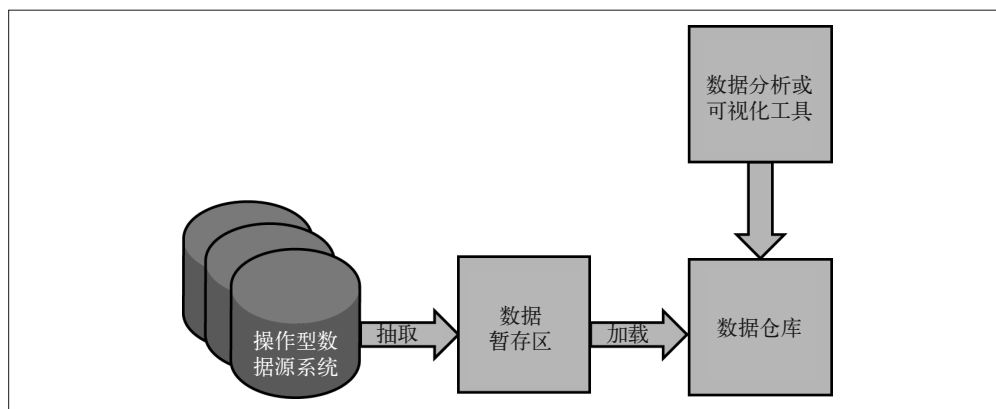 数据分析或
可视化工具
操作型数
据源系统
抽取
数据
暂存区
加载
数据仓库